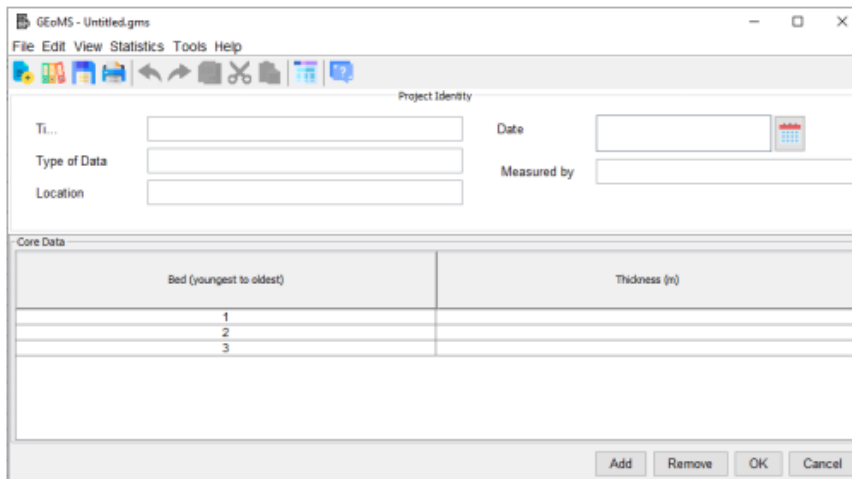 GEoMS - Untitled.gms
File Edit View Statistics Tools Help
Project Identity
Ti...
Date
Type of Data
Measured by
Location
Core Data
Bed (youngest to oldest) Thickness (m)
1
2
3
Add Remove OK Cancel